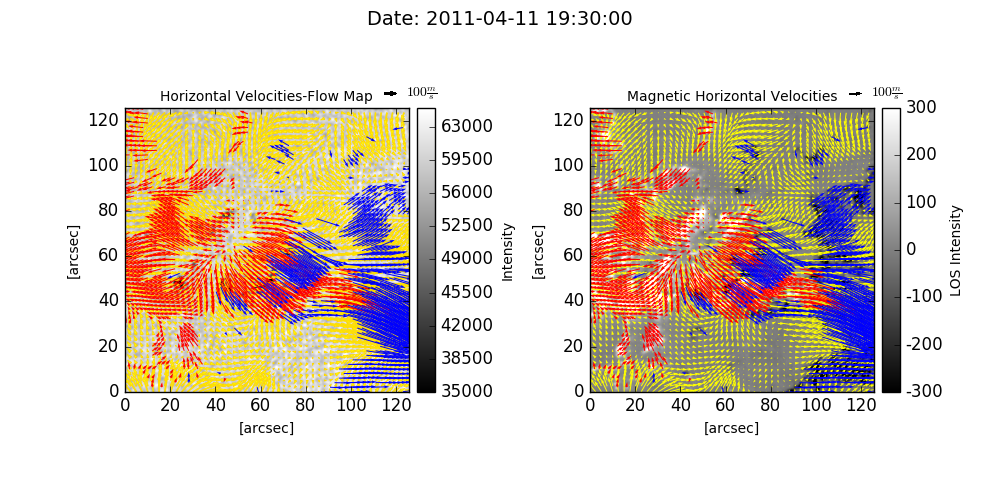 Date: 2011-04-11 19:30:00
Horizontal Velocities-Flow Map
100 m/s
120
100
80
60
40
20
0
0 20 40 60 80 100 120
[arcsec]
[arcsec]
63000
59500
56000
52500
49000
45500
42000
38500
35000
Intensity
Magnetic Horizontal Velocities
100 m/s
120
100
80
60
40
20
0
0 20 40 60 80 100 120
[arcsec]
[arcsec]
300
200
100
0
-100
-200
-300
LOS Intensity